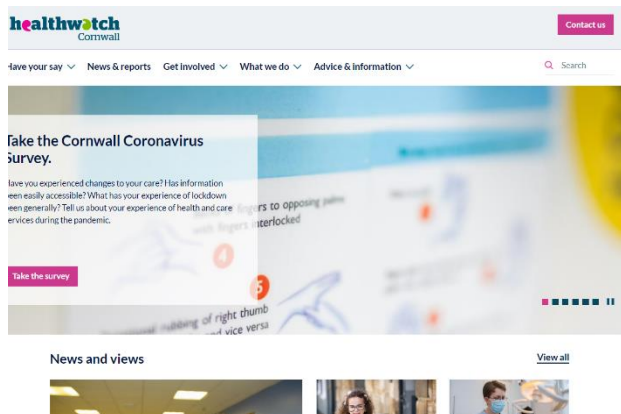 healthwatch
Cornwall
Contact us
Have your say
News & reports
Get involved
What we do
Advice & information
Search
Take the Cornwall Coronavirus
Survey.
Have you experienced changes to your care? Has information
been easily accessible? What has your experience of lockdown
been generally? Tell us about your experience of health and care
services during the pandemic.
Take the survey
fingers to opposing palms
with fingers interlocked
4
5
rubbing of right thumb
and vice versa
News and views
View all